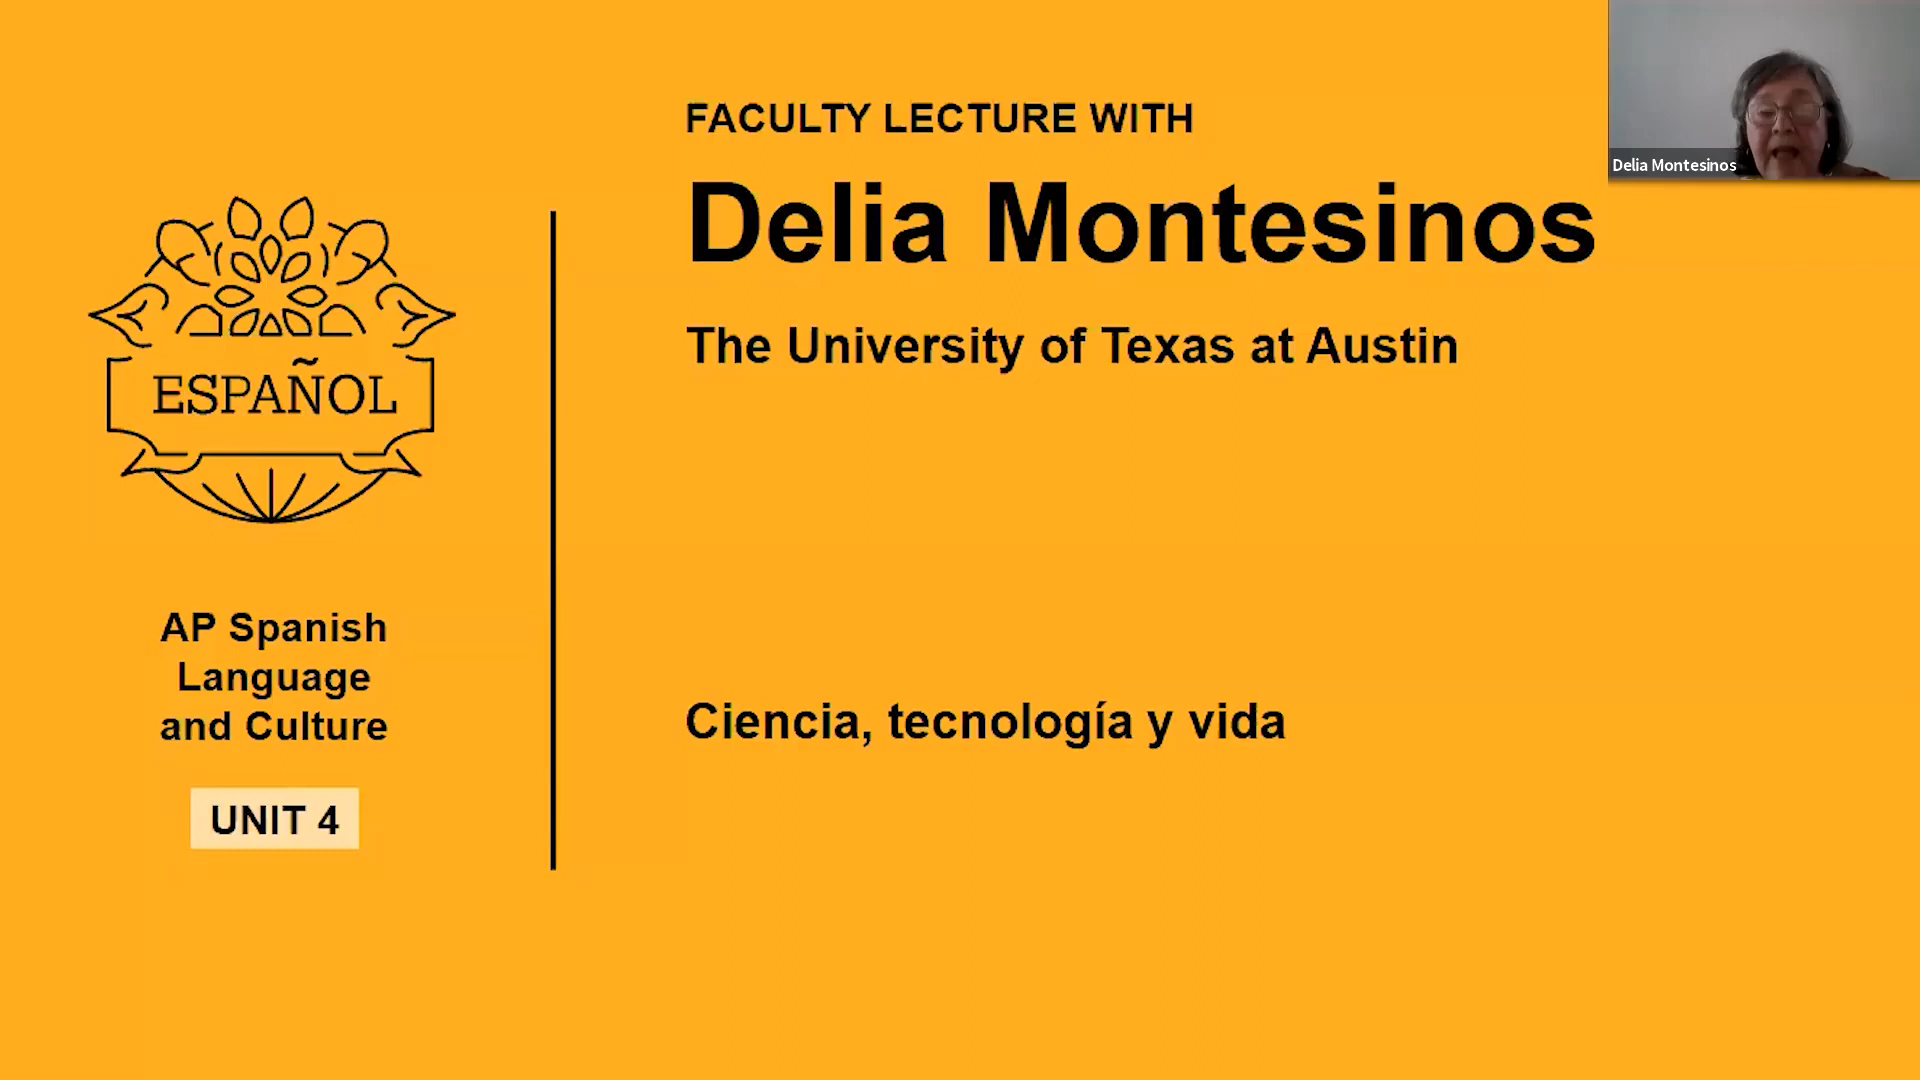 FACULTY LECTURE WITH
Delia Montesinos
The University of Texas at Austin
Ciencia, tecnología y vida
ESPAÑOL
AP Spanish
Language
and Culture
UNIT 4
Delia Montesinos